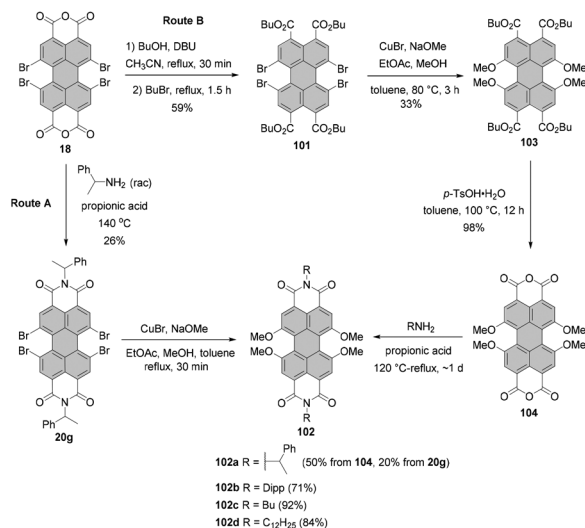 Route B
1) BuOH, DBU
CH₃CN, reflux, 30 min
2) BuBr, reflux, 1.5 h
59%
CuBr, NaOMe
EtOAc, MeOH
toluene, 80 °C, 3 h
33%
O O O
Br Br
Br Br
O O O
18
BuO₂C CO₂Bu
Br Br
Br Br
BuO₂C CO₂Bu
101
BuO₂C CO₂Bu
MeO OMe
MeO OMe
BuO₂C CO₂Bu
103
Route A
Ph
NH₂ (rac)
propionic acid
140 °C
26%
p-TsOH•H₂O
toluene, 100 °C, 12 h
98%
Ph
O N O
Br Br
Br Br
O N O
Ph
20g
CuBr, NaOMe
EtOAc, MeOH, toluene
reflux, 30 min
R
O N O
MeO OMe
MeO OMe
O N O
R
102
RNH₂
propionic acid
120 °C-reflux, ~1 d
O O O
MeO OMe
MeO OMe
O O O
104
102a R = Ph (50% from 104, 20% from 20g)
102b R = Dipp (71%)
102c R = Bu (92%)
102d R = C₁₂H₂₅ (84%)